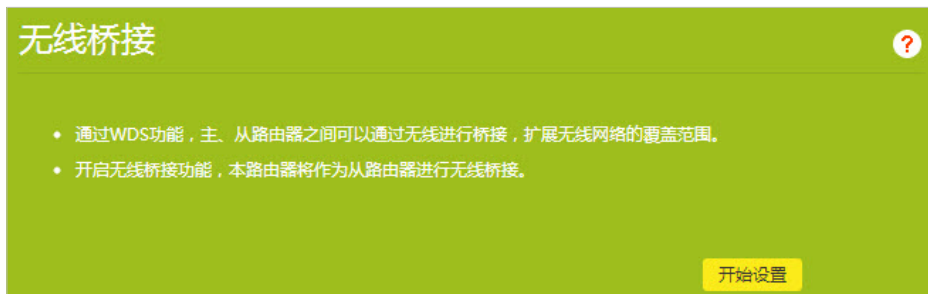 无线桥接
?
• 通过WDS功能，主、从路由器之间可以通过无线进行桥接，扩展无线网络的覆盖范围。
• 开启无线桥接功能，本路由器将作为从路由器进行无线桥接。
开始设置